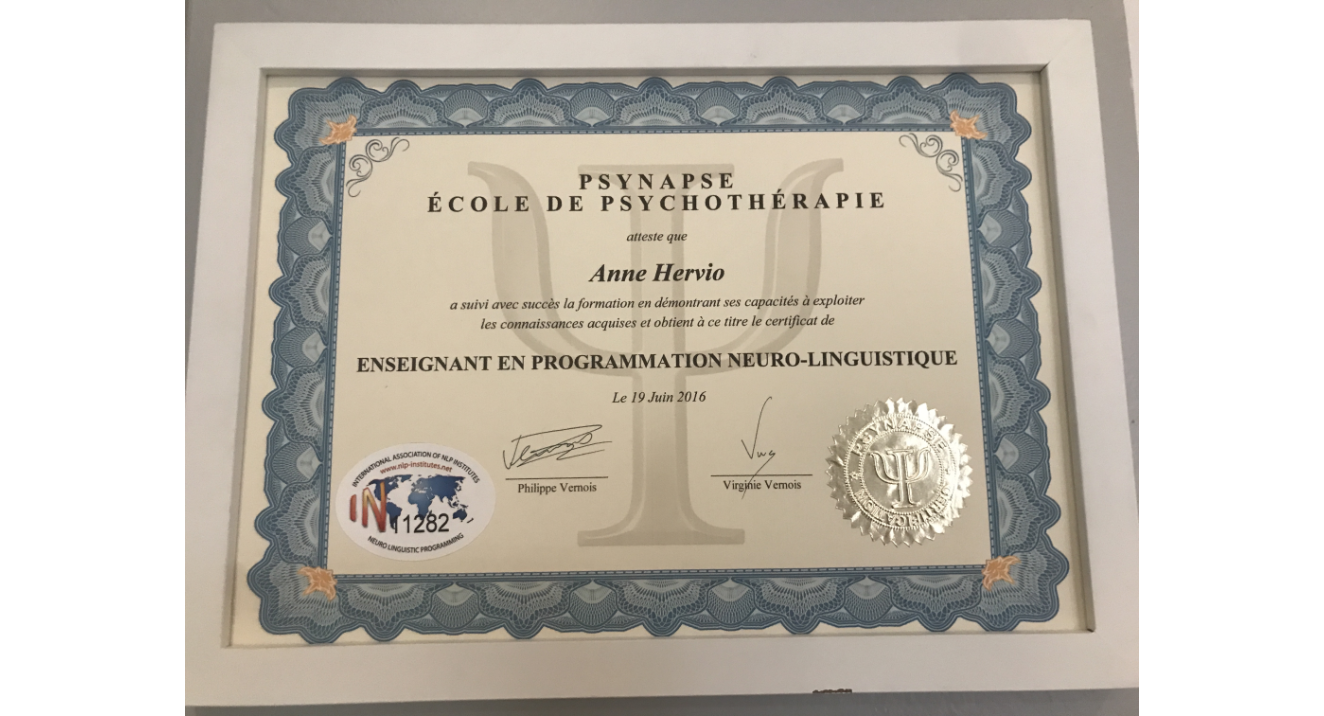 PSYNAPSE
ÉCOLE DE PSYCHOTHÉRAPIE
atteste que
Anne Hervio
a suivi avec succès la formation en démontrant ses capacités à exploiter
les connaissances acquises et obtient à ce titre le certificat de
ENSEIGNANT EN PROGRAMMATION NEURO-LINGUISTIQUE
Le 19 Juin 2016
Philippe Vernois
Virginie Vernois
INTERNATIONAL ASSOCIATION OF NLP INSTITUTES
www.nlp-institutes.net
IN
11282
NEURO LINGUISTIC PROGRAMMING
PSYNAPSE
CERTIFICATION